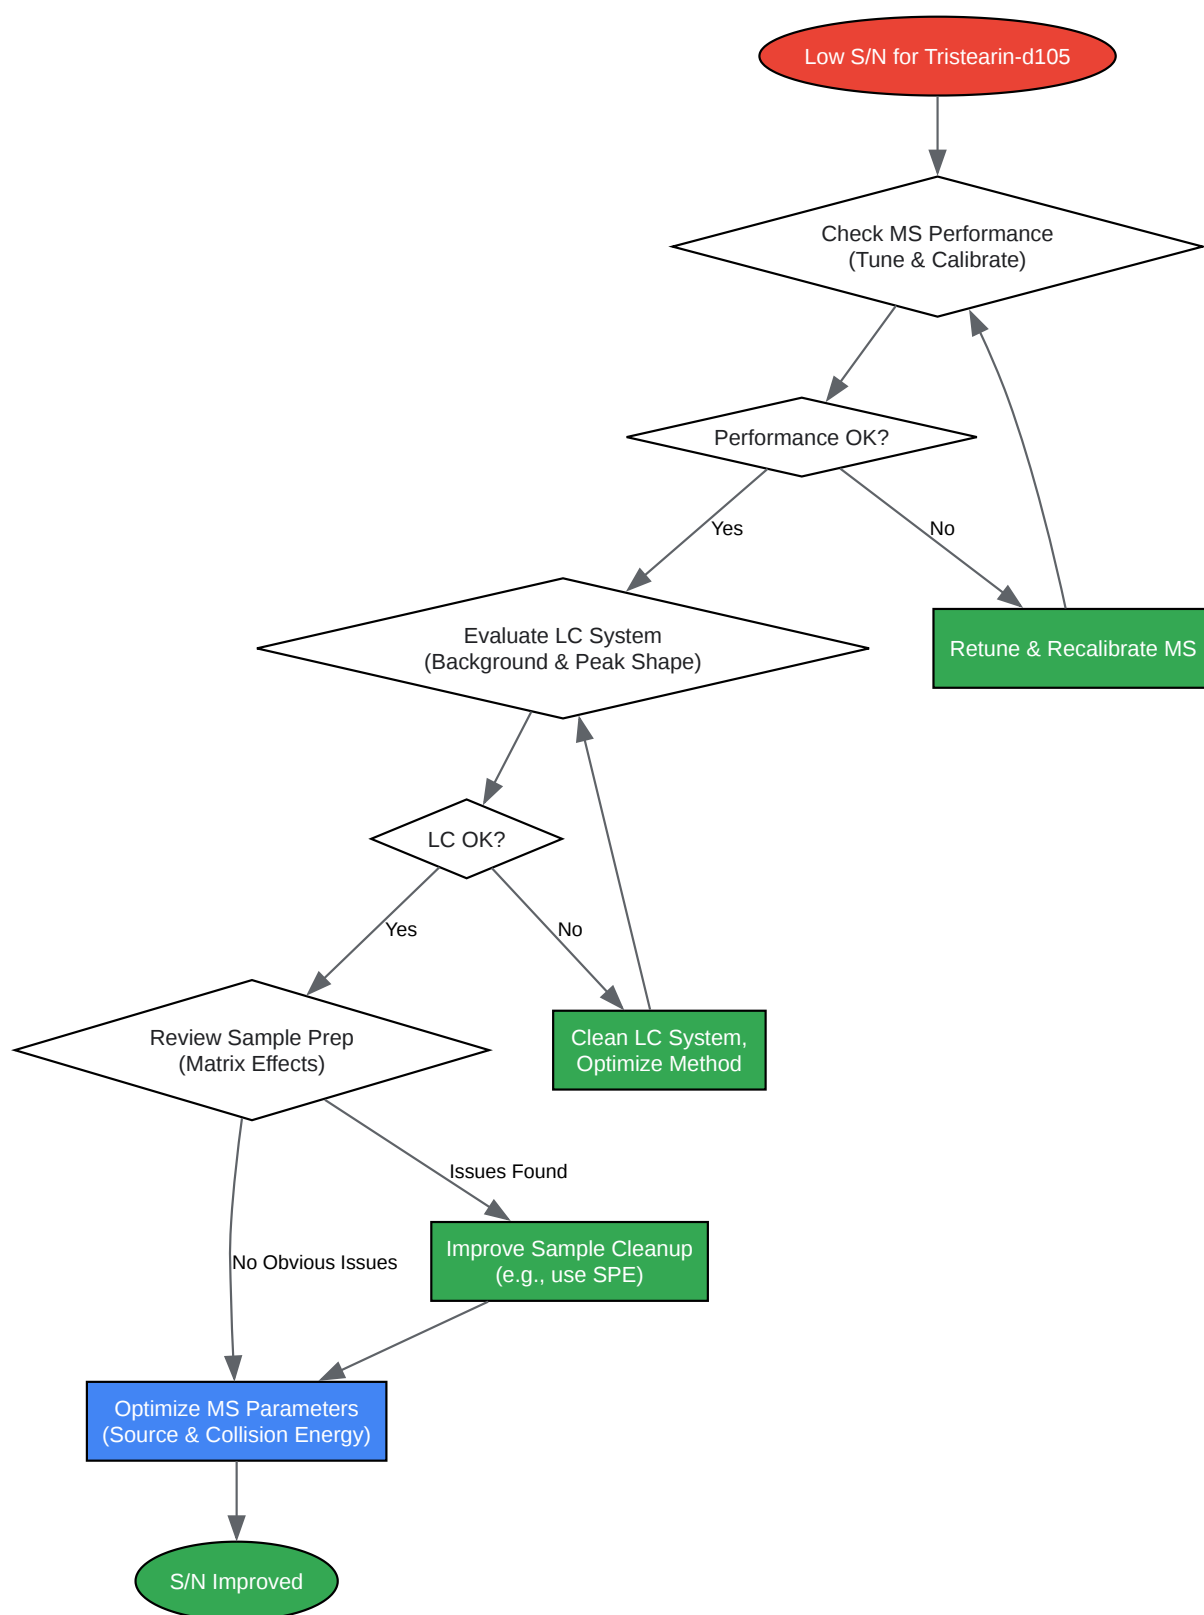 Low S/N for Tristearin-d105
Check MS Performance
(Tune & Calibrate)
Performance OK?
Yes
No
Evaluate LC System
(Background & Peak Shape)
Retune & Recalibrate MS
LC OK?
Yes
No
Review Sample Prep
(Matrix Effects)
Clean LC System,
Optimize Method
Issues Found
No Obvious Issues
Improve Sample Cleanup
(e.g., use SPE)
Optimize MS Parameters
(Source & Collision Energy)
S/N Improved